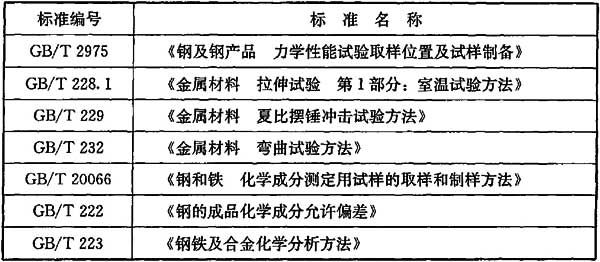 标准编号 标 准 名 称
GB/T 2975 《钢及钢产品 力学性能试验取样位置及试样制备》
GB/T 228.1 《金属材料 拉伸试验 第1部分：室温试验方法》
GB/T 229 《金属材料 夏比摆锤冲击试验方法》
GB/T 232 《金属材料 弯曲试验方法》
GB/T 20066 《钢和铁 化学成分测定用试样的取样和制样方法》
GB/T 222 《钢的成品化学成分允许偏差》
GB/T 223 《钢铁及合金化学分析方法》